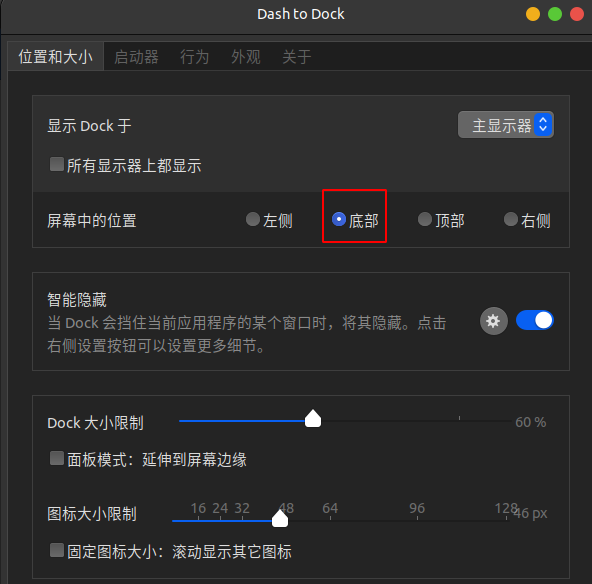 Dash to Dock
位置和大小 启动器 行为 外观 关于
显示 Dock 于 主显示器
所有显示器上都显示
屏幕中的位置 左侧 底部 顶部 右侧
智能隐藏
当 Dock 会挡住当前应用程序的某个窗口时，将其隐藏。点击
右侧设置按钮可以设置更多细节。
Dock 大小限制 60 %
面板模式：延伸到屏幕边缘
16 24 32 48 64 96 128
图标大小限制 46 px
固定图标大小：滚动显示其它图标